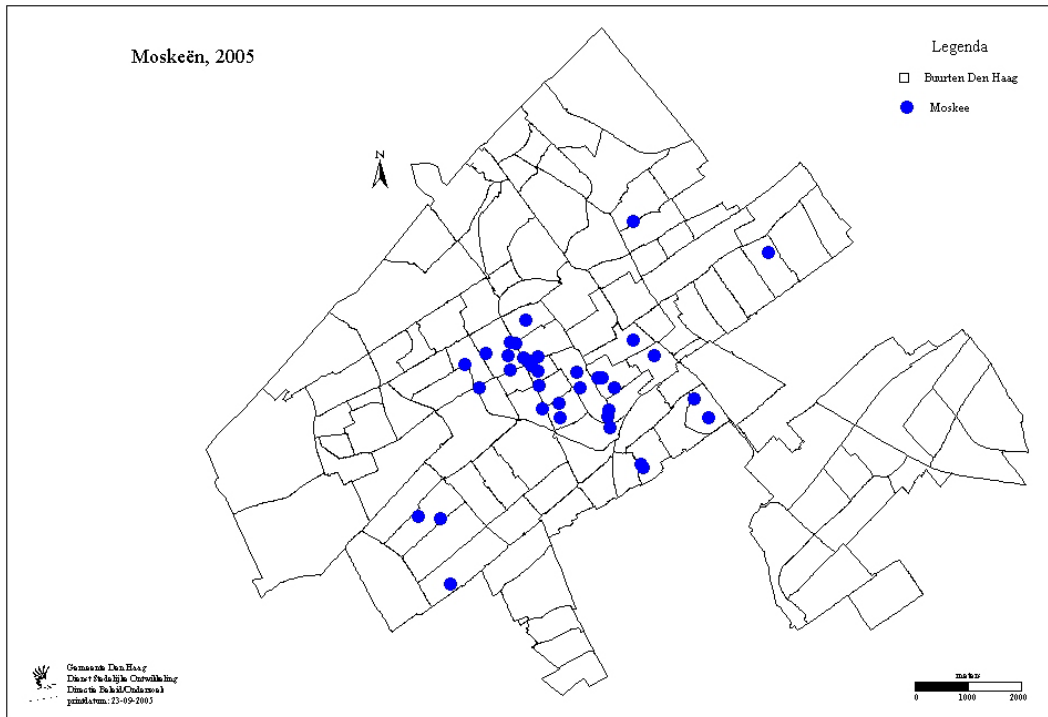 Moskeën, 2005
Legenda
Buurten Den Haag
Moskee
N
Gemeente Den Haag
Dienst Stedelijke Ontwikkeling
Directie Beleid/Onderzoek
printdatum: 23-09-2005
meters
0 1000 2000